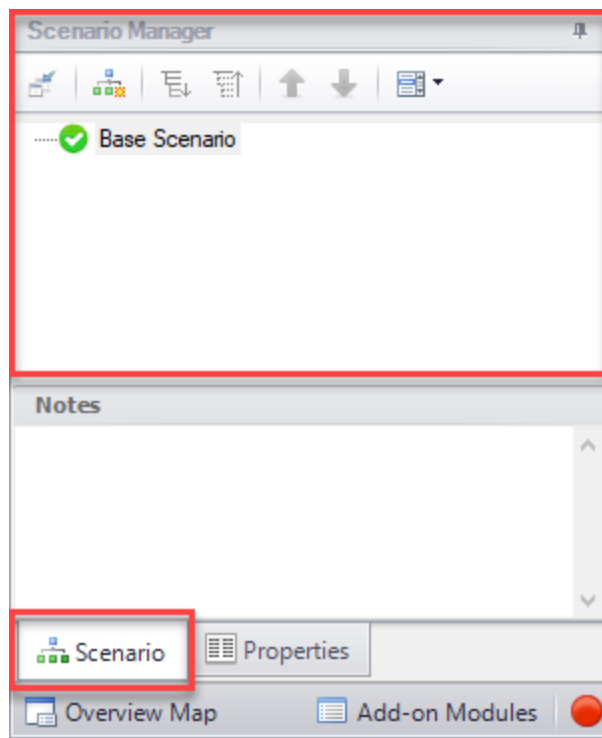 Scenario Manager
Base Scenario
Notes
Scenario
Properties
Overview Map
Add-on Modules